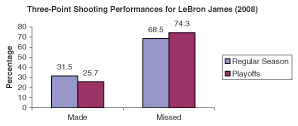 Three-Point Shooting Performances for LeBron James (2008)
80
70
60
50
40
30
20
10
0
Percentage
31.5
25.7
68.5
74.3
Made
Missed
Regular Season
Playoffs